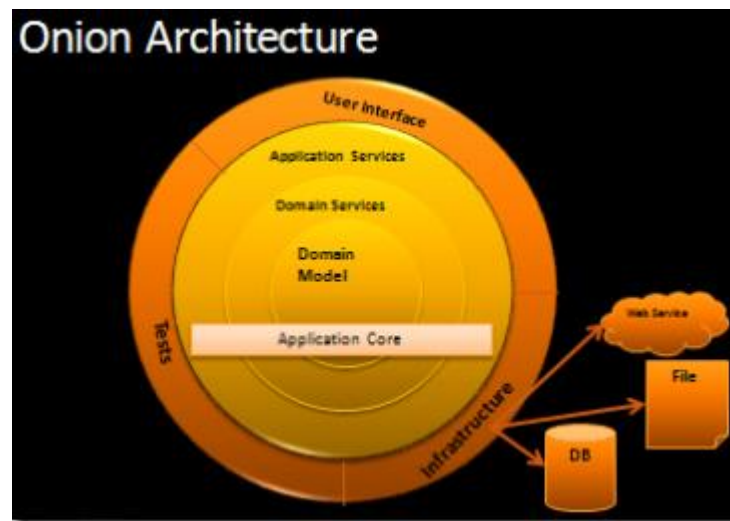 Onion Architecture
User Interface
Application Services
Domain Services
Domain
Model
Application Core
Tests
Infrastructure
Web Service
File
DB